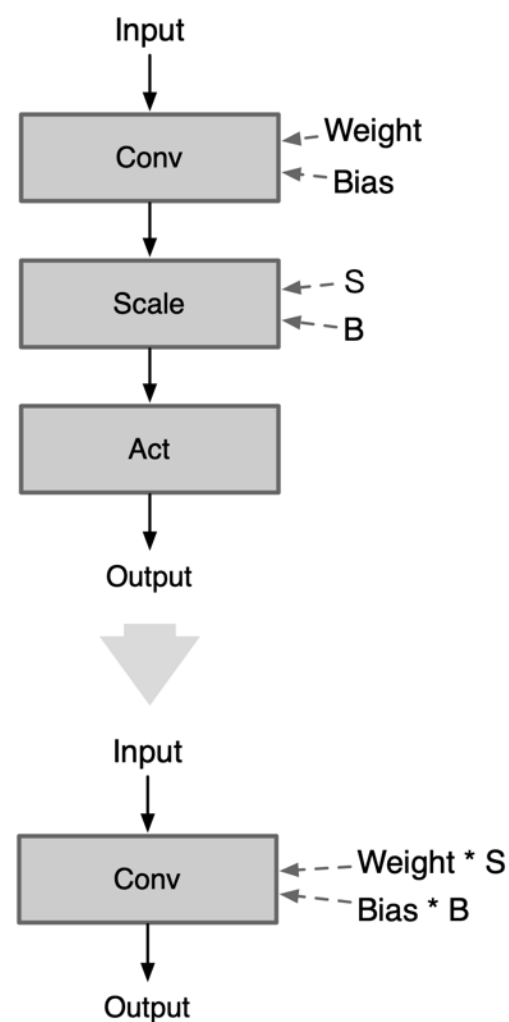 Input
Conv
Weight
Bias
Scale
S
B
Act
Output
Input
Conv
Weight * S
Bias * B
Output